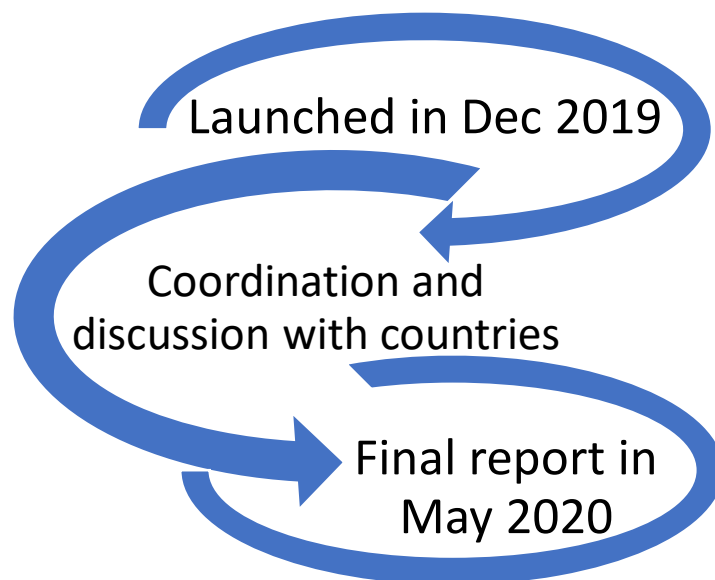 Launched in Dec 2019
Coordination and
discussion with countries
Final report in
May 2020